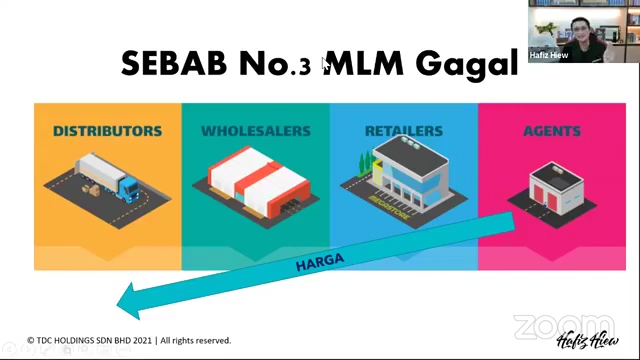 Hafiz Hiew
SEBAB No.3 MLM Gagal
DISTRIBUTORS
WHOLESALERS
RETAILERS
AGENTS
MEGASTORE
HARGA
© TDC HOLDINGS SDN BHD 2021 | All rights reserved.
zoom
Hafiz Hiew